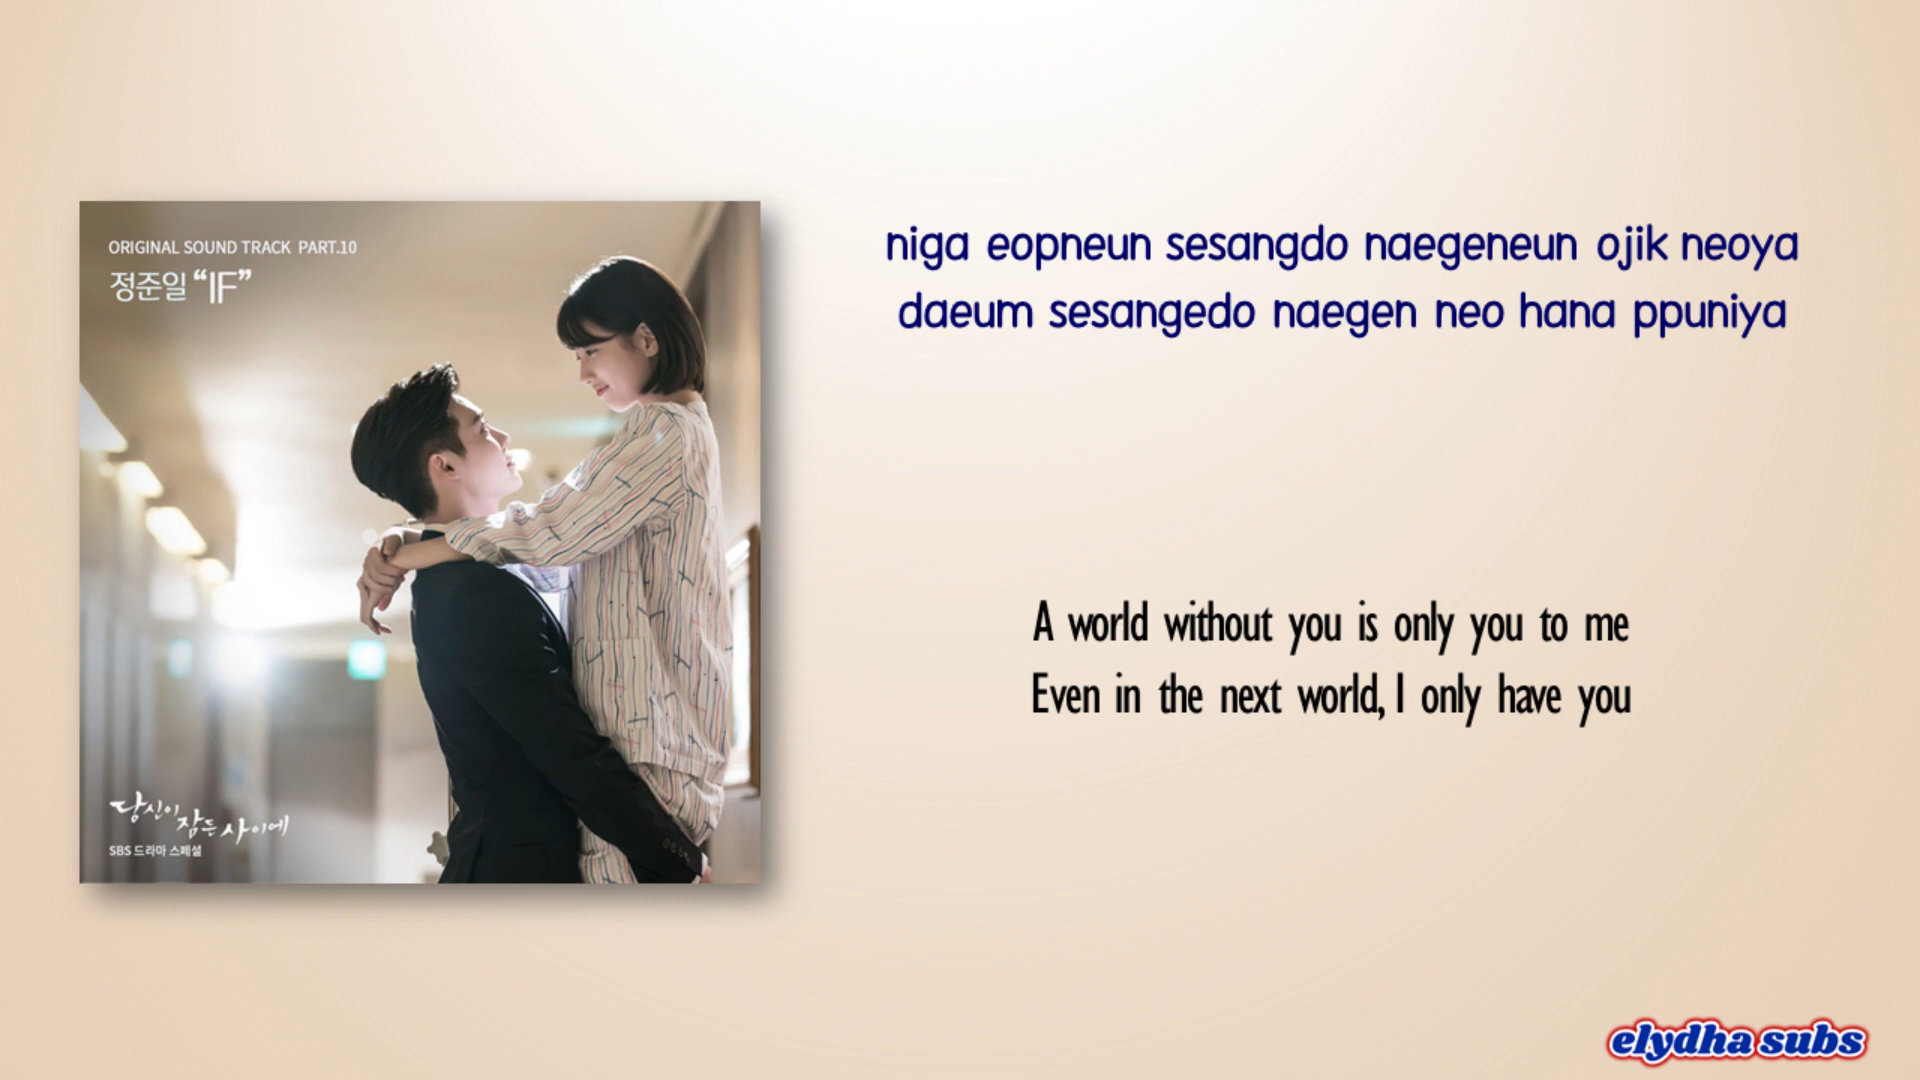 ORIGINAL SOUND TRACK PART.10
정준일 “IF”
당신이 잠든 사이에
SBS 드라마 스페셜
niga eopneun sesangdo naegeneun ojik neoya
daeum sesangedo naegen neo hana ppuniya
A world without you is only you to me
Even in the next world, I only have you
elydha subs